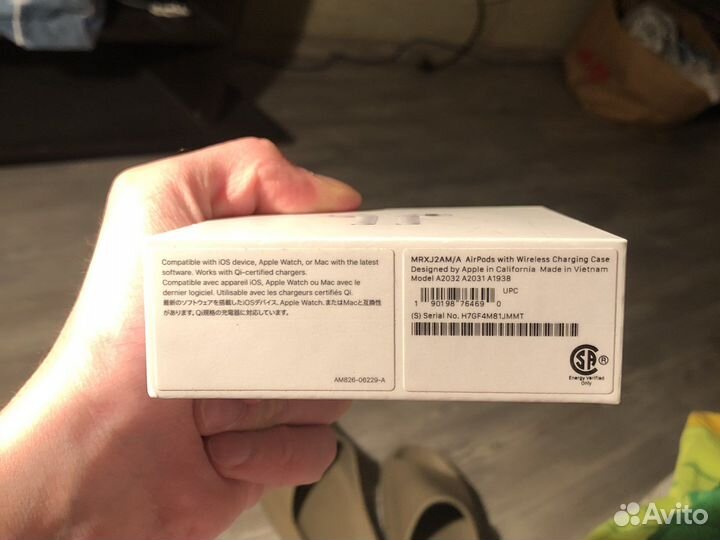 Compatible with iOS device, Apple Watch, or Mac with the latest
software. Works with Qi-certified chargers.
Compatible avec appareil iOS, Apple Watch ou Mac avec le
dernier logiciel. Utilisable avec les chargeurs certifiés Qi.
最新のソフトウェアを搭載したiOSデバイス、Apple Watch、またはMacと互換性
があります。Qi規格の充電器に対応しています。
AM826-06229-A
MRXJ2AM/A AirPods with Wireless Charging Case
Designed by Apple in California Made in Vietnam
Model A2032 A2031 A1938
UPC
1 90198 76469 0
(S) Serial No. H7GF4M81JMMT
SA ®
Energy Verified
Only
Avito